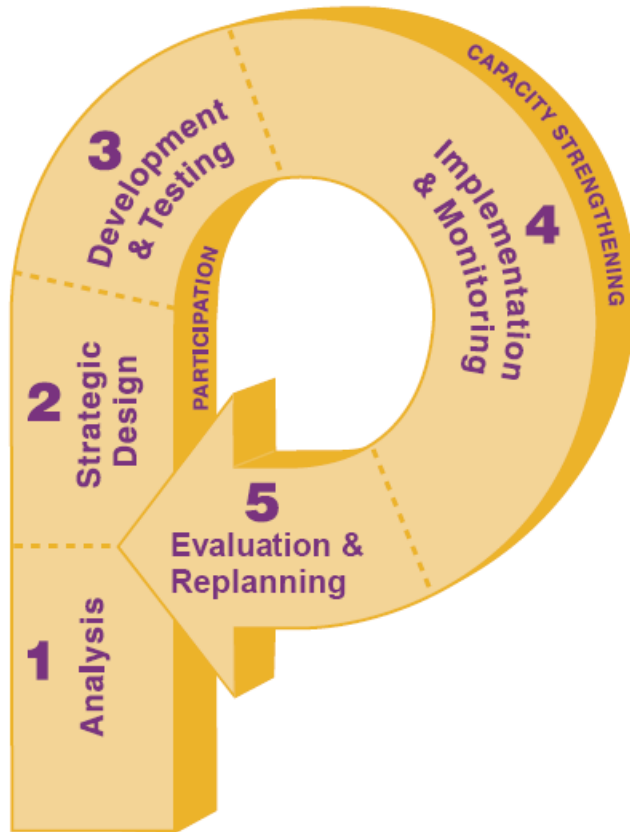 1
Analysis
2
Strategic
Design
3
Development
& Testing
PARTICIPATION
4
Implementation
& Monitoring
CAPACITY STRENGTHENING
5
Evaluation &
Replanning